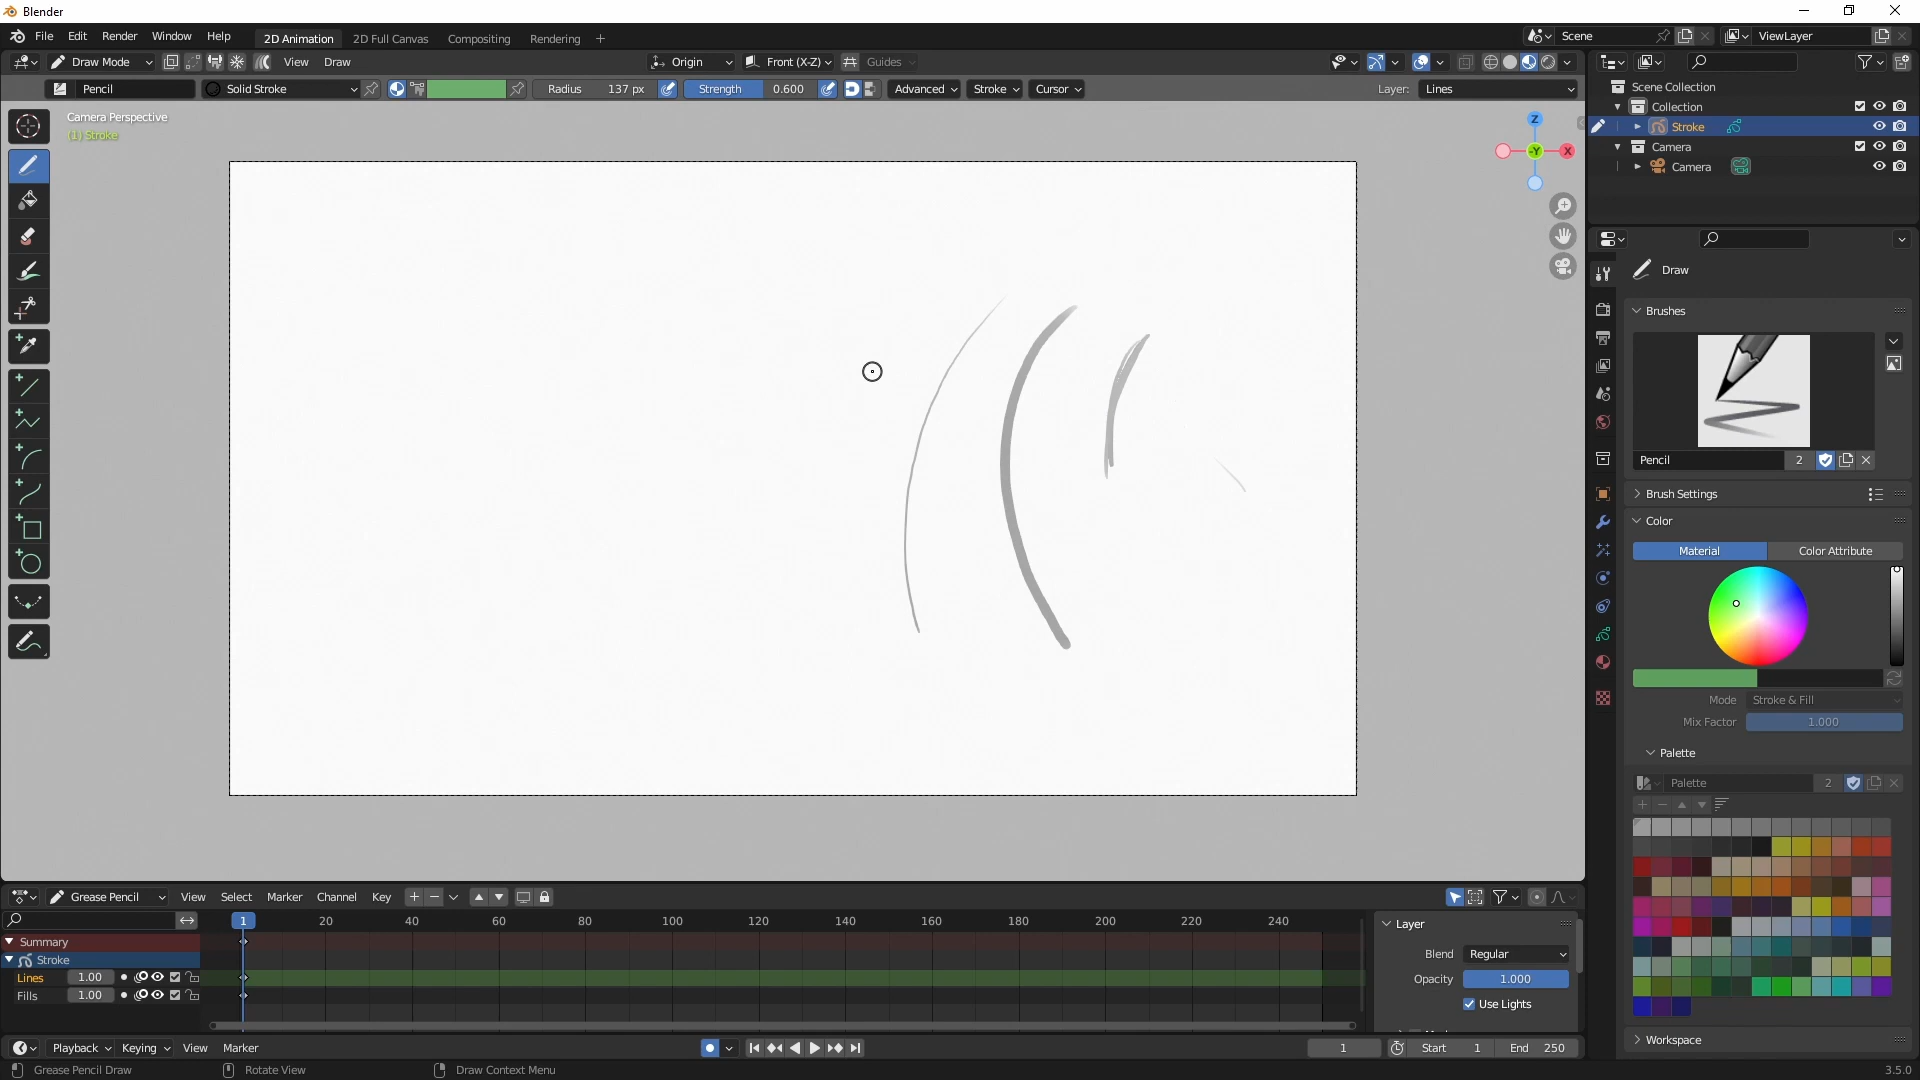 Blender
File Edit Render Window Help 2D Animation 2D Full Canvas Compositing Rendering + Scene ViewLayer
Draw Mode View Draw Origin Front (X-Z) Guides
Pencil Solid Stroke Radius 137 px Strength 0.600 Advanced Stroke Cursor Layer: Lines
Camera Perspective
(1) Stroke
Z
-Y
X
Scene Collection
Collection
Stroke
Camera
Camera
Draw
Brushes
Pencil 2
Brush Settings
Color
Material Color Attribute
Mode Stroke & Fill
Mix Factor 1.000
Palette
Palette 2
Workspace
Grease Pencil View Select Marker Channel Key
1 20 40 60 80 100 120 140 160 180 200 220 240
Summary
Stroke
Lines 1.00
Fills 1.00
Layer
Blend Regular
Opacity 1.000
Use Lights
Playback Keying View Marker 1 Start 1 End 250
Grease Pencil Draw Rotate View Draw Context Menu 3.5.0